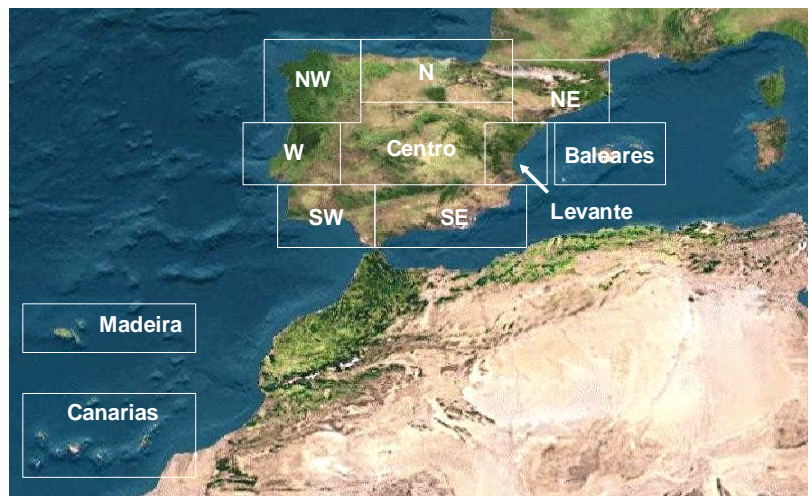 N
NW
NE
W
Centro
Baleares
SW
SE
Levante
Madeira
Canarias